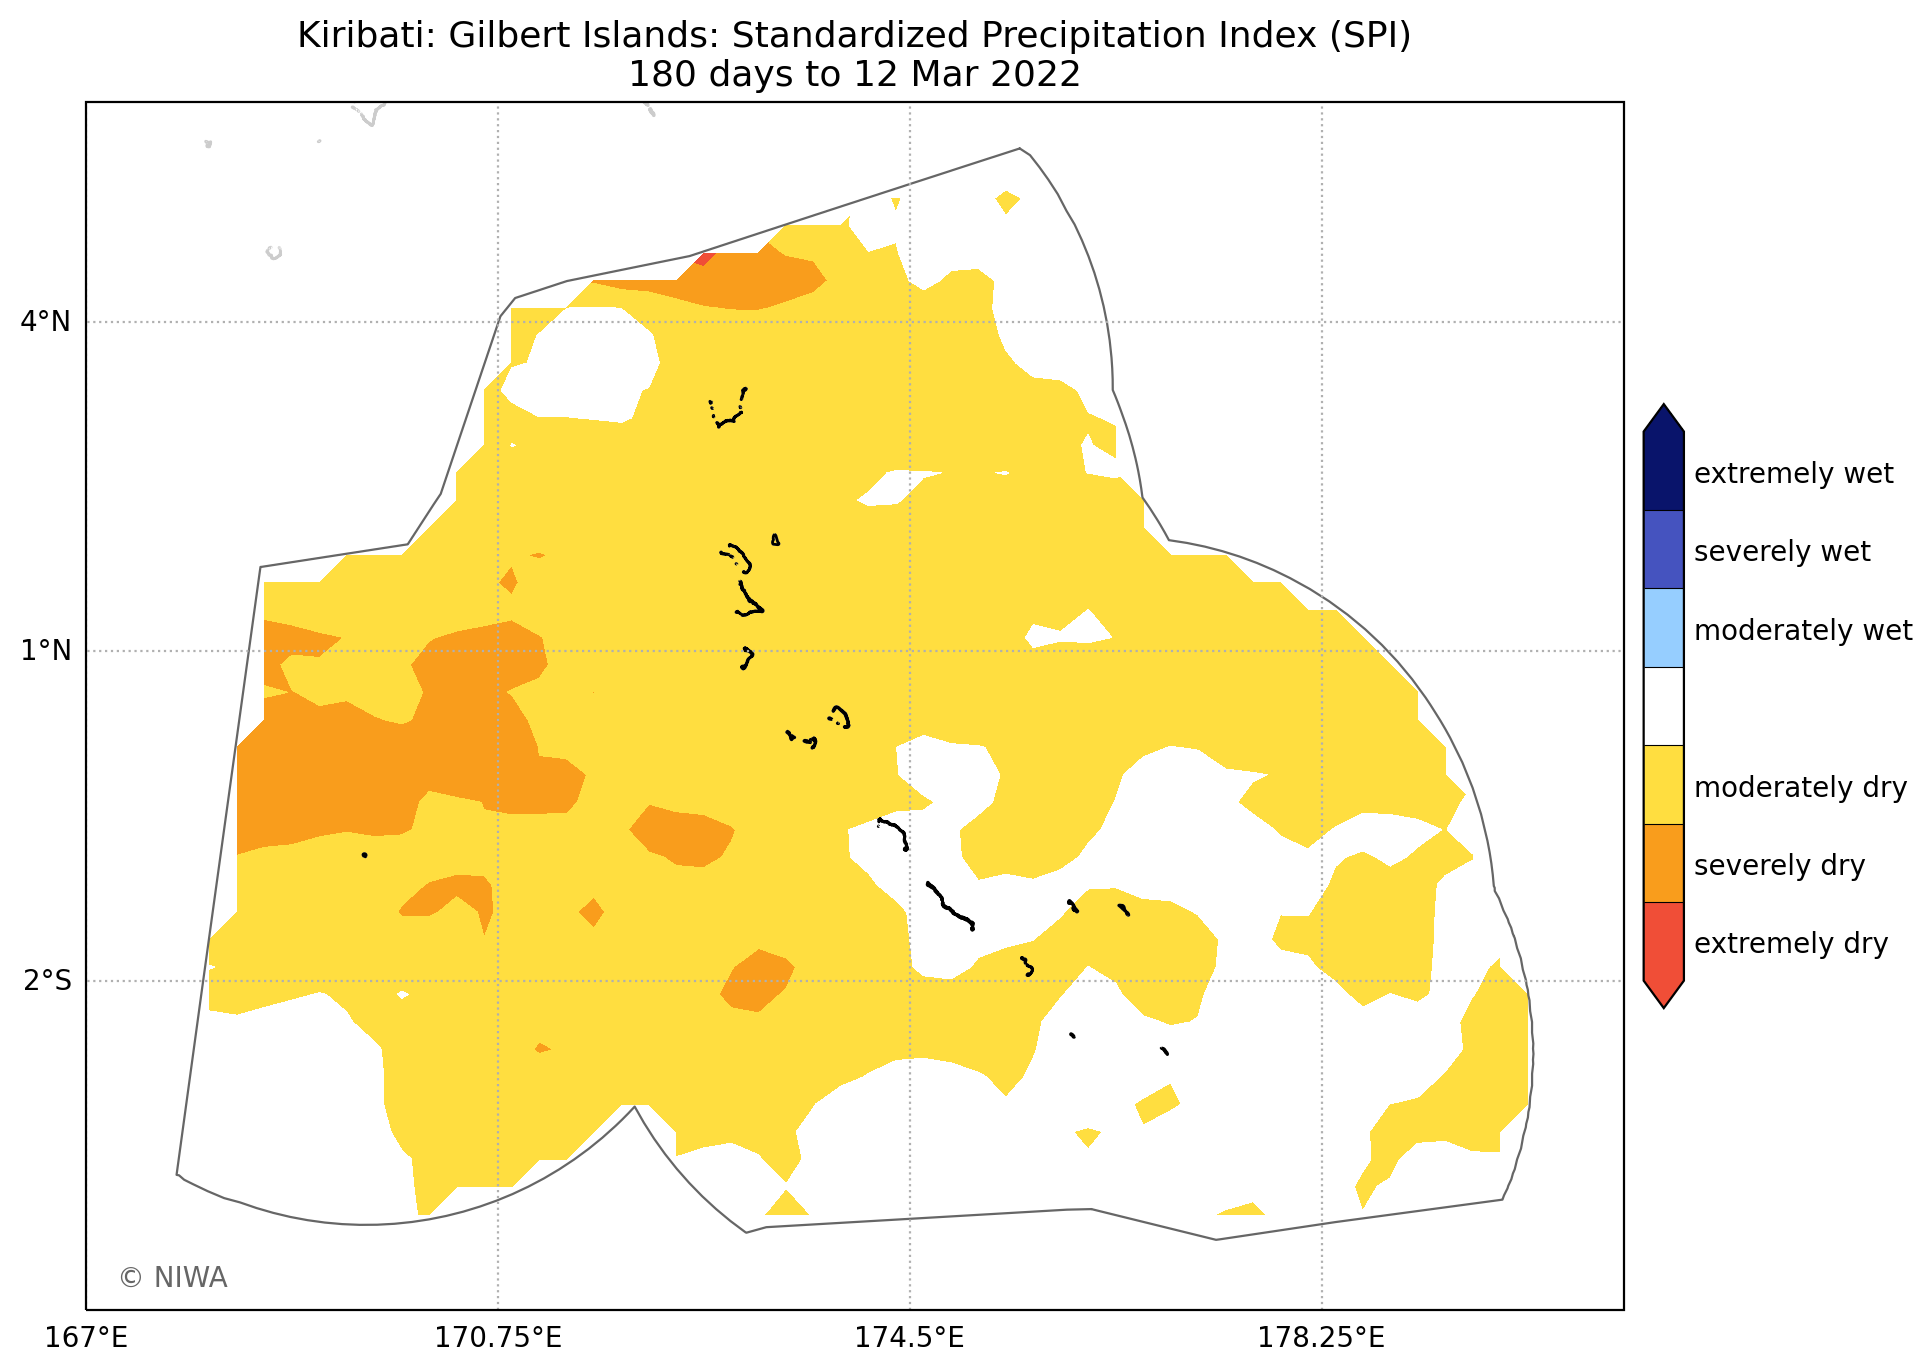 Kiribati: Gilbert Islands: Standardized Precipitation Index (SPI)
180 days to 12 Mar 2022
4°N
1°N
2°S
167°E
170.75°E
174.5°E
178.25°E
extremely wet
severely wet
moderately wet
moderately dry
severely dry
extremely dry
© NIWA